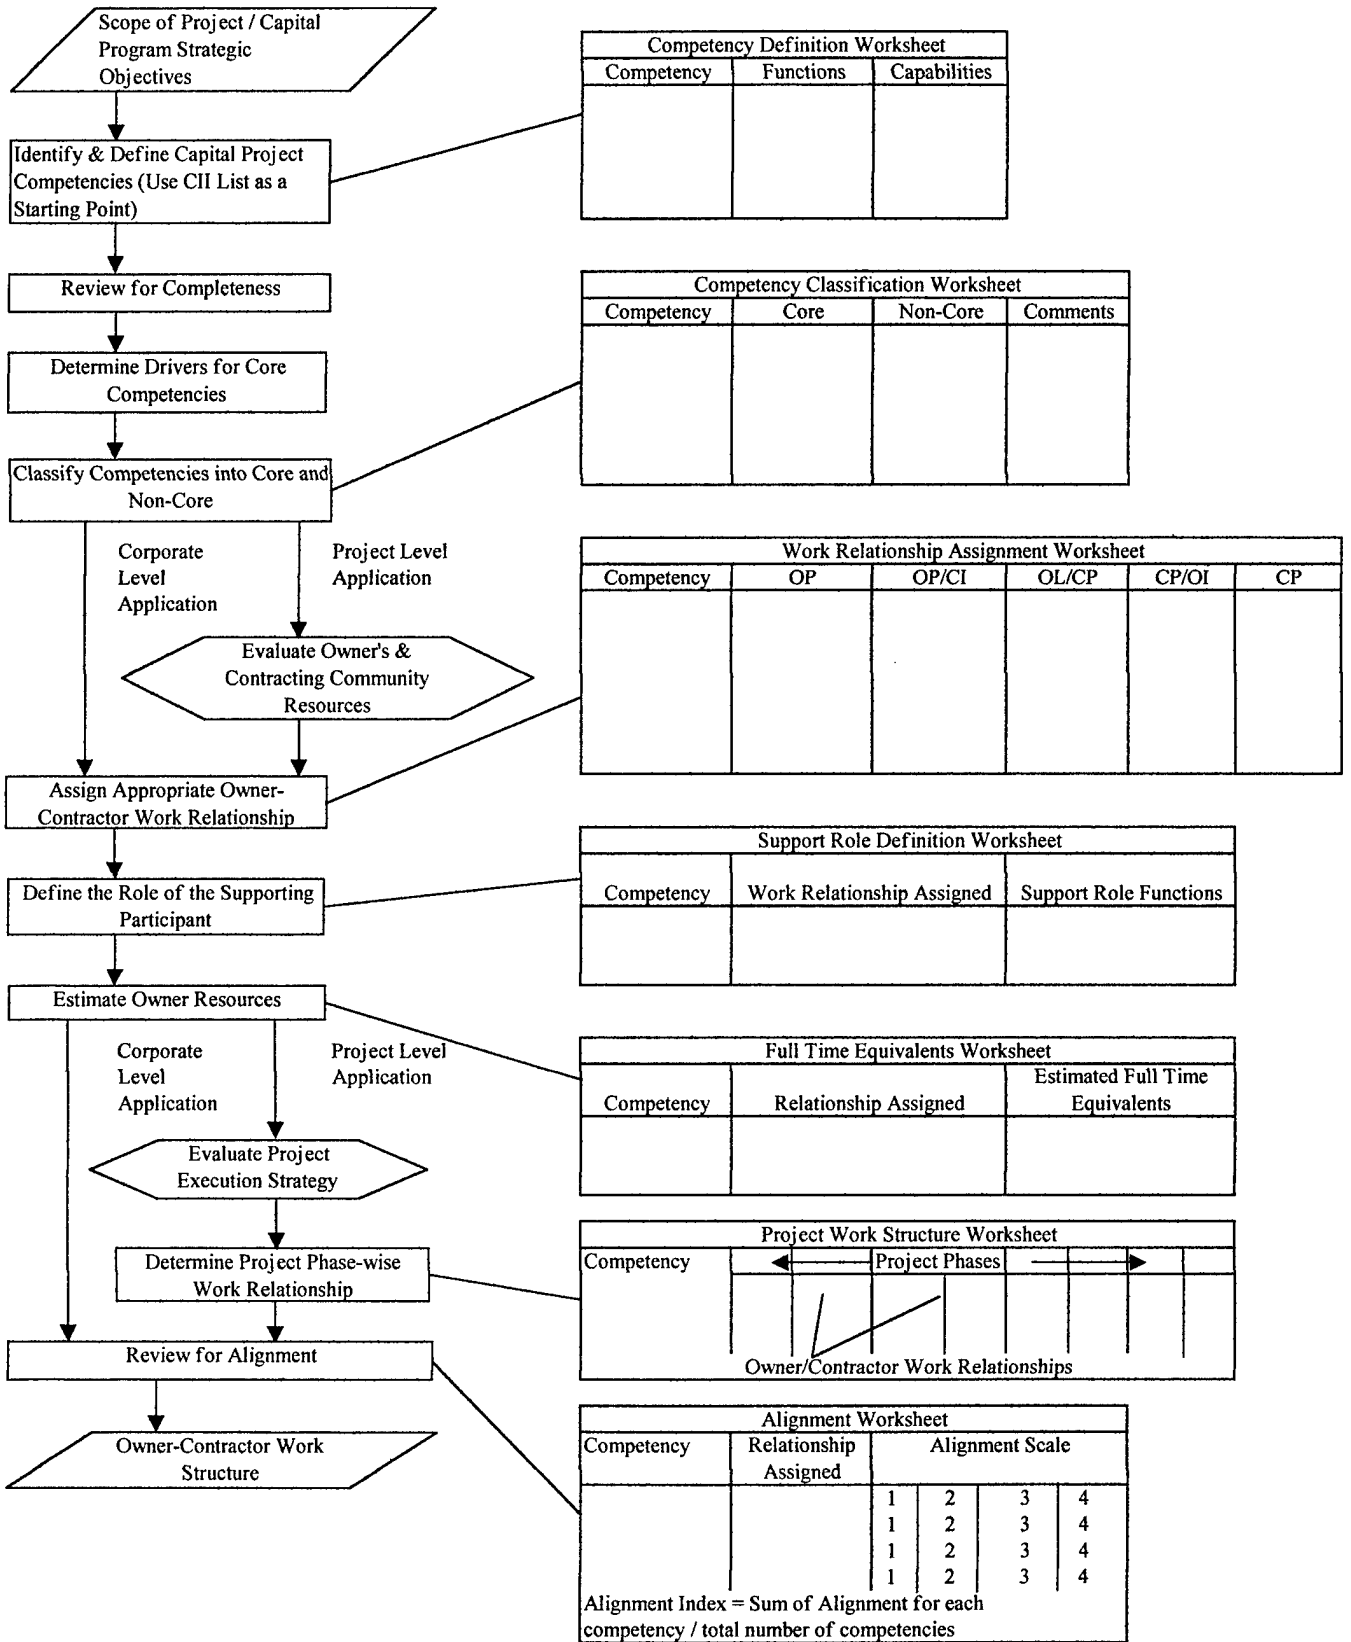 Scope of Project / Capital
Program Strategic
Objectives
Identify & Define Capital Project
Competencies (Use CII List as a
Starting Point)
Review for Completeness
Determine Drivers for Core
Competencies
Classify Competencies into Core and
Non-Core
Corporate
Level
Application
Project Level
Application
Evaluate Owner's &
Contracting Community
Resources
Assign Appropriate Owner-
Contractor Work Relationship
Define the Role of the Supporting
Participant
Estimate Owner Resources
Corporate
Level
Application
Project Level
Application
Evaluate Project
Execution Strategy
Determine Project Phase-wise
Work Relationship
Review for Alignment
Owner-Contractor Work
Structure
Competency Definition Worksheet
Competency Functions Capabilities
Competency Classification Worksheet
Competency Core Non-Core Comments
Work Relationship Assignment Worksheet
Competency OP OP/CI OL/CP CP/OI CP
Support Role Definition Worksheet
Competency Work Relationship Assigned Support Role Functions
Full Time Equivalents Worksheet
Estimated Full Time
Competency Relationship Assigned Equivalents
Project Work Structure Worksheet
Competency Project Phases
Owner/Contractor Work Relationships
Alignment Worksheet
Competency Relationship Alignment Scale
Assigned
1 2 3 4
1 2 3 4
1 2 3 4
1 2 3 4
Alignment Index = Sum of Alignment for each
competency / total number of competencies